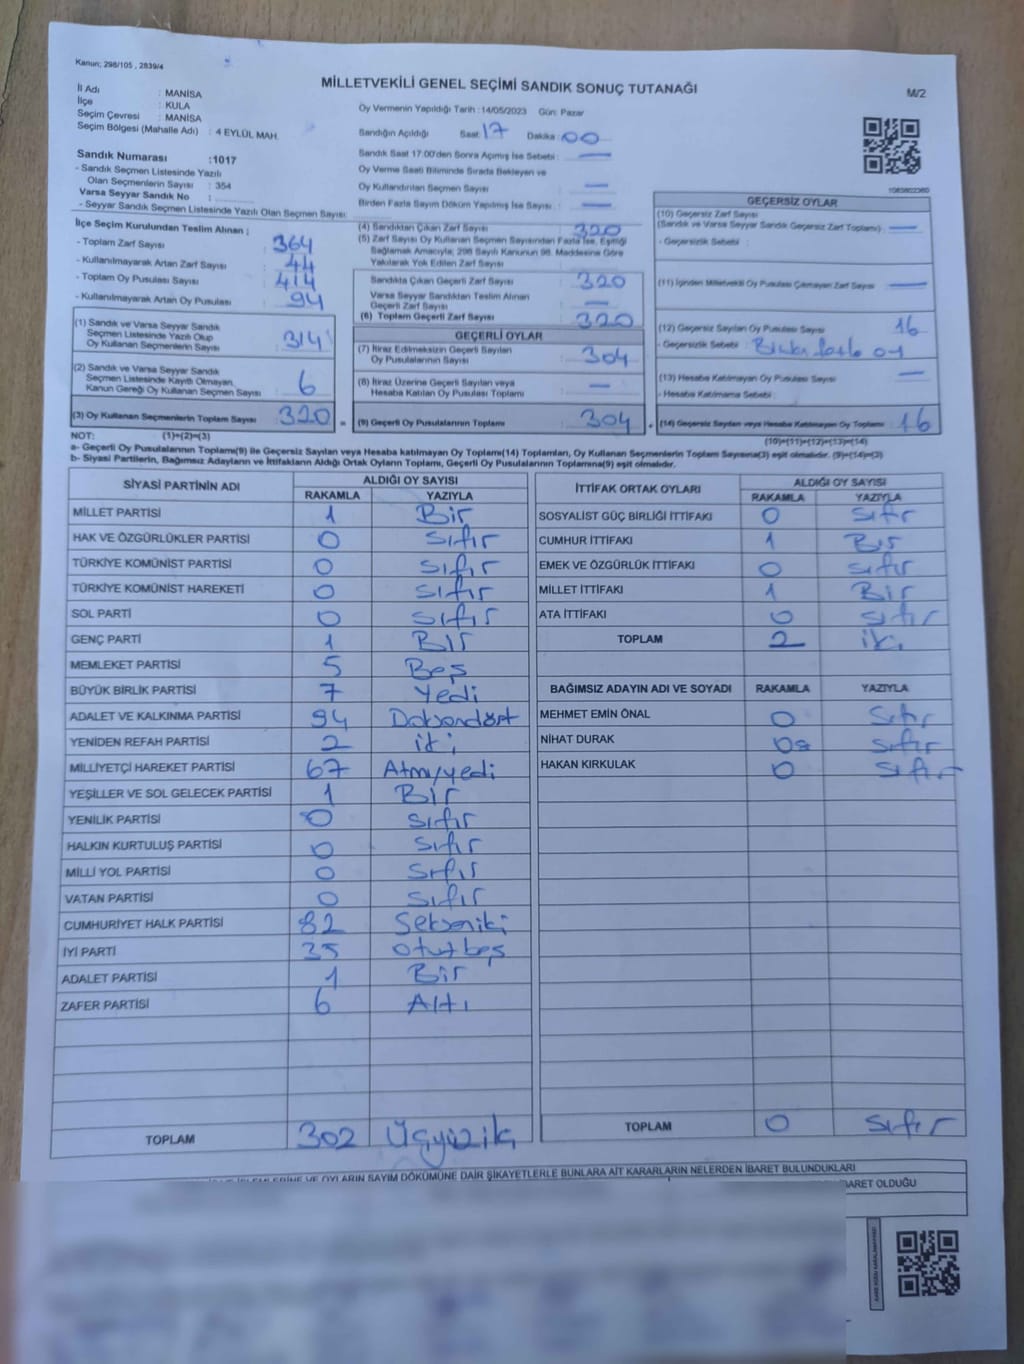 Kanun; 298/105 , 2839/4
MİLLETVEKİLİ GENEL SEÇİMİ SANDIK SONUÇ TUTANAĞI
M/2
İl Adı : MANİSA
İlçe : KULA
Seçim Çevresi : MANİSA
Seçim Bölgesi (Mahalle Adı) : 4 EYLÜL MAH.
Oy Vermenin Yapıldığı Tarih : 14/05/2023 Gün: Pazar
Sandığın Açıldığı Saat: 17 Dakika : 00
Sandık Numarası :1017
- Sandık Seçmen Listesinde Yazılı
Olan Seçmenlerin Sayısı : 354
Varsa Seyyar Sandık No :
- Seyyar Sandık Seçmen Listesinde Yazılı Olan Seçmen Sayısı:
Sandık Saat 17:00'den Sonra Açmış İse Sebebi : —
Oy Verme Saati Bitiminde Sırada Bekleyen ve
Oy Kullandırılan Seçmen Sayısı : —
Birden Fazla Sayım Döküm Yapılmış İse Sayısı : —
1083802360
İlçe Seçim Kurulundan Teslim Alınan ;
- Toplam Zarf Sayısı : 364
- Kullanılmayarak Artan Zarf Sayısı : 44
- Toplam Oy Pusulası Sayısı : 414
- Kullanılmayarak Artan Oy Pusulası : 94
(1) Sandık ve Varsa Seyyar Sandık
Seçmen Listesinde Yazılı Olup
Oy Kullanan Seçmenlerin Sayısı : 314
(2) Sandık ve Varsa Seyyar Sandık
Seçmen Listesinde Kayıtlı Olmayan,
Kanun Gereği Oy Kullanan Seçmen Sayısı : 6
(3) Oy Kullanan Seçmenlerin Toplam Sayısı : 320 =
(4) Sandıktan Çıkan Zarf Sayısı : 320
(5) Zarf Sayısı Oy Kullanan Seçmen Sayısından Fazla İse, Eşitliği
Sağlamak Amacıyla; 298 Sayılı Kanunun 98. Maddesine Göre
Yakılarak Yok Edilen Zarf Sayısı :
Sandıkta Çıkan Geçerli Zarf Sayısı : 320
Varsa Seyyar Sandıktan Teslim Alınan
Geçerli Zarf Sayısı : —
(6) Toplam Geçerli Zarf Sayısı : 320
GEÇERLİ OYLAR
(7) İtiraz Edilmeksizin Geçerli Sayılan
Oy Pusulalarının Sayısı : 304
(8) İtiraz Üzerine Geçerli Sayılan veya
Hesaba Katılan Oy Pusulası Toplamı : —
(9) Geçerli Oy Pusulalarının Toplamı : 304 +
GEÇERSİZ OYLAR
(10) Geçersiz Zarf Sayısı
(Sandık ve Varsa Seyyar Sandık Geçersiz Zarf Toplamı) : —
- Geçersizlik Sebebi :
(11) İçinden Milletvekili Oy Pusulası Çıkmayan Zarf Sayısı : —
(12) Geçersiz Sayılan Oy Pusulası Sayısı : 16
- Geçersizlik Sebebi :
(13) Hesaba Katılmayan Oy Pusulası Sayısı : —
- Hesaba Katılmama Sebebi :
(14) Geçersiz Sayılan veya Hesaba Katılmayan Oy Toplamı : 16
NOT: (1)+(2)=(3) (10)+(11)+(12)+(13)=(14)
a- Geçerli Oy Pusulalarının Toplamı(9) ile Geçersiz Sayılan veya Hesaba katılmayan Oy Toplamı(14) Toplamları, Oy Kullanan Seçmenlerin Toplam Sayısına(3) eşit olmalıdır. (9)+(14)=(3)
b- Siyasi Partilerin, Bağımsız Adayların ve İttifakların Aldığı Ortak Oyların Toplamı, Geçerli Oy Pusulalarının Toplamına(9) eşit olmalıdır.
SİYASİ PARTİNİN ADI ALDIĞI OY SAYISI
RAKAMLA YAZIYLA
MİLLET PARTİSİ 1 Bir
HAK VE ÖZGÜRLÜKLER PARTİSİ 0 Sıfır
TÜRKİYE KOMÜNİST PARTİSİ 0 Sıfır
TÜRKİYE KOMÜNİST HAREKETİ 0 Sıfır
SOL PARTİ 0 Sıfır
GENÇ PARTİ 1 Bir
MEMLEKET PARTİSİ 5 Beş
BÜYÜK BİRLİK PARTİSİ 7 Yedi
ADALET VE KALKINMA PARTİSİ 94 Doksandört
YENİDEN REFAH PARTİSİ 2 iki
MİLLİYETÇİ HAREKET PARTİSİ 67 Atmışyedi
YEŞİLLER VE SOL GELECEK PARTİSİ 1 Bir
YENİLİK PARTİSİ 0 Sıfır
HALKIN KURTULUŞ PARTİSİ 0 Sıfır
MİLLİ YOL PARTİSİ 0 Sıfır
VATAN PARTİSİ 0 Sıfır
CUMHURİYET HALK PARTİSİ 82 Sekseniki
İYİ PARTİ 35 otuzbeş
ADALET PARTİSİ 1 Bir
ZAFER PARTİSİ 6 Altı
TOPLAM 302 Üçyüziki
İTTİFAK ORTAK OYLARI ALDIĞI OY SAYISI
RAKAMLA YAZIYLA
SOSYALİST GÜÇ BİRLİĞİ İTTİFAKI 0 Sıfır
CUMHUR İTTİFAKI 1 Bir
EMEK VE ÖZGÜRLÜK İTTİFAKI 0 Sıfır
MİLLET İTTİFAKI 1 Bir
ATA İTTİFAKI 0 Sıfır
TOPLAM 2 iki
BAĞIMSIZ ADAYIN ADI VE SOYADI RAKAMLA YAZIYLA
MEHMET EMİN ÖNAL 0 Sıfır
NİHAT DURAK 0 Sıfır
HAKAN KIRKULAK 0 Sıfır
TOPLAM 0 Sıfır
VE OYLARIN SAYIM DÖKÜMÜNE DAİR ŞİKAYETLERLE BUNLARA AİT KARARLARIN NELERDEN İBARET BULUNDUKLARI
İBARET OLDUĞU